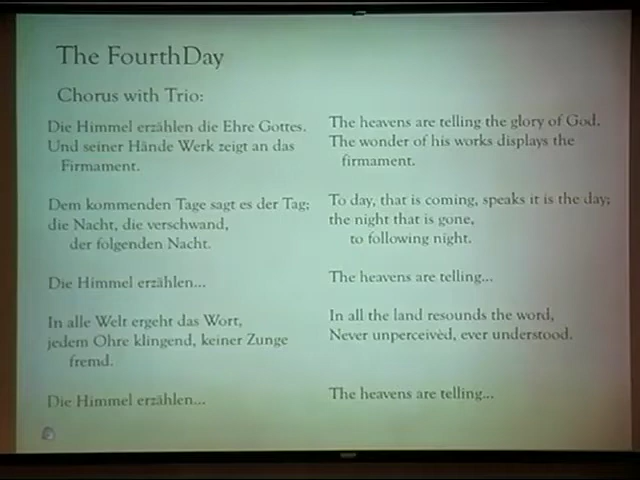 The FourthDay
Chorus with Trio:
Die Himmel erzählen die Ehre Gottes.
Und seiner Hände Werk zeigt an das
Firmament.
Dem kommenden Tage sagt es der Tag;
die Nacht, die verschwand,
der folgenden Nacht.
Die Himmel erzählen...
In alle Welt ergeht das Wort,
jedem Ohre klingend, keiner Zunge
fremd.
Die Himmel erzählen...
The heavens are telling the glory of God.
The wonder of his works displays the
firmament.
To day, that is coming, speaks it is the day;
the night that is gone,
to following night.
The heavens are telling...
In all the land resounds the word,
Never unperceivèd, ever understood.
The heavens are telling...